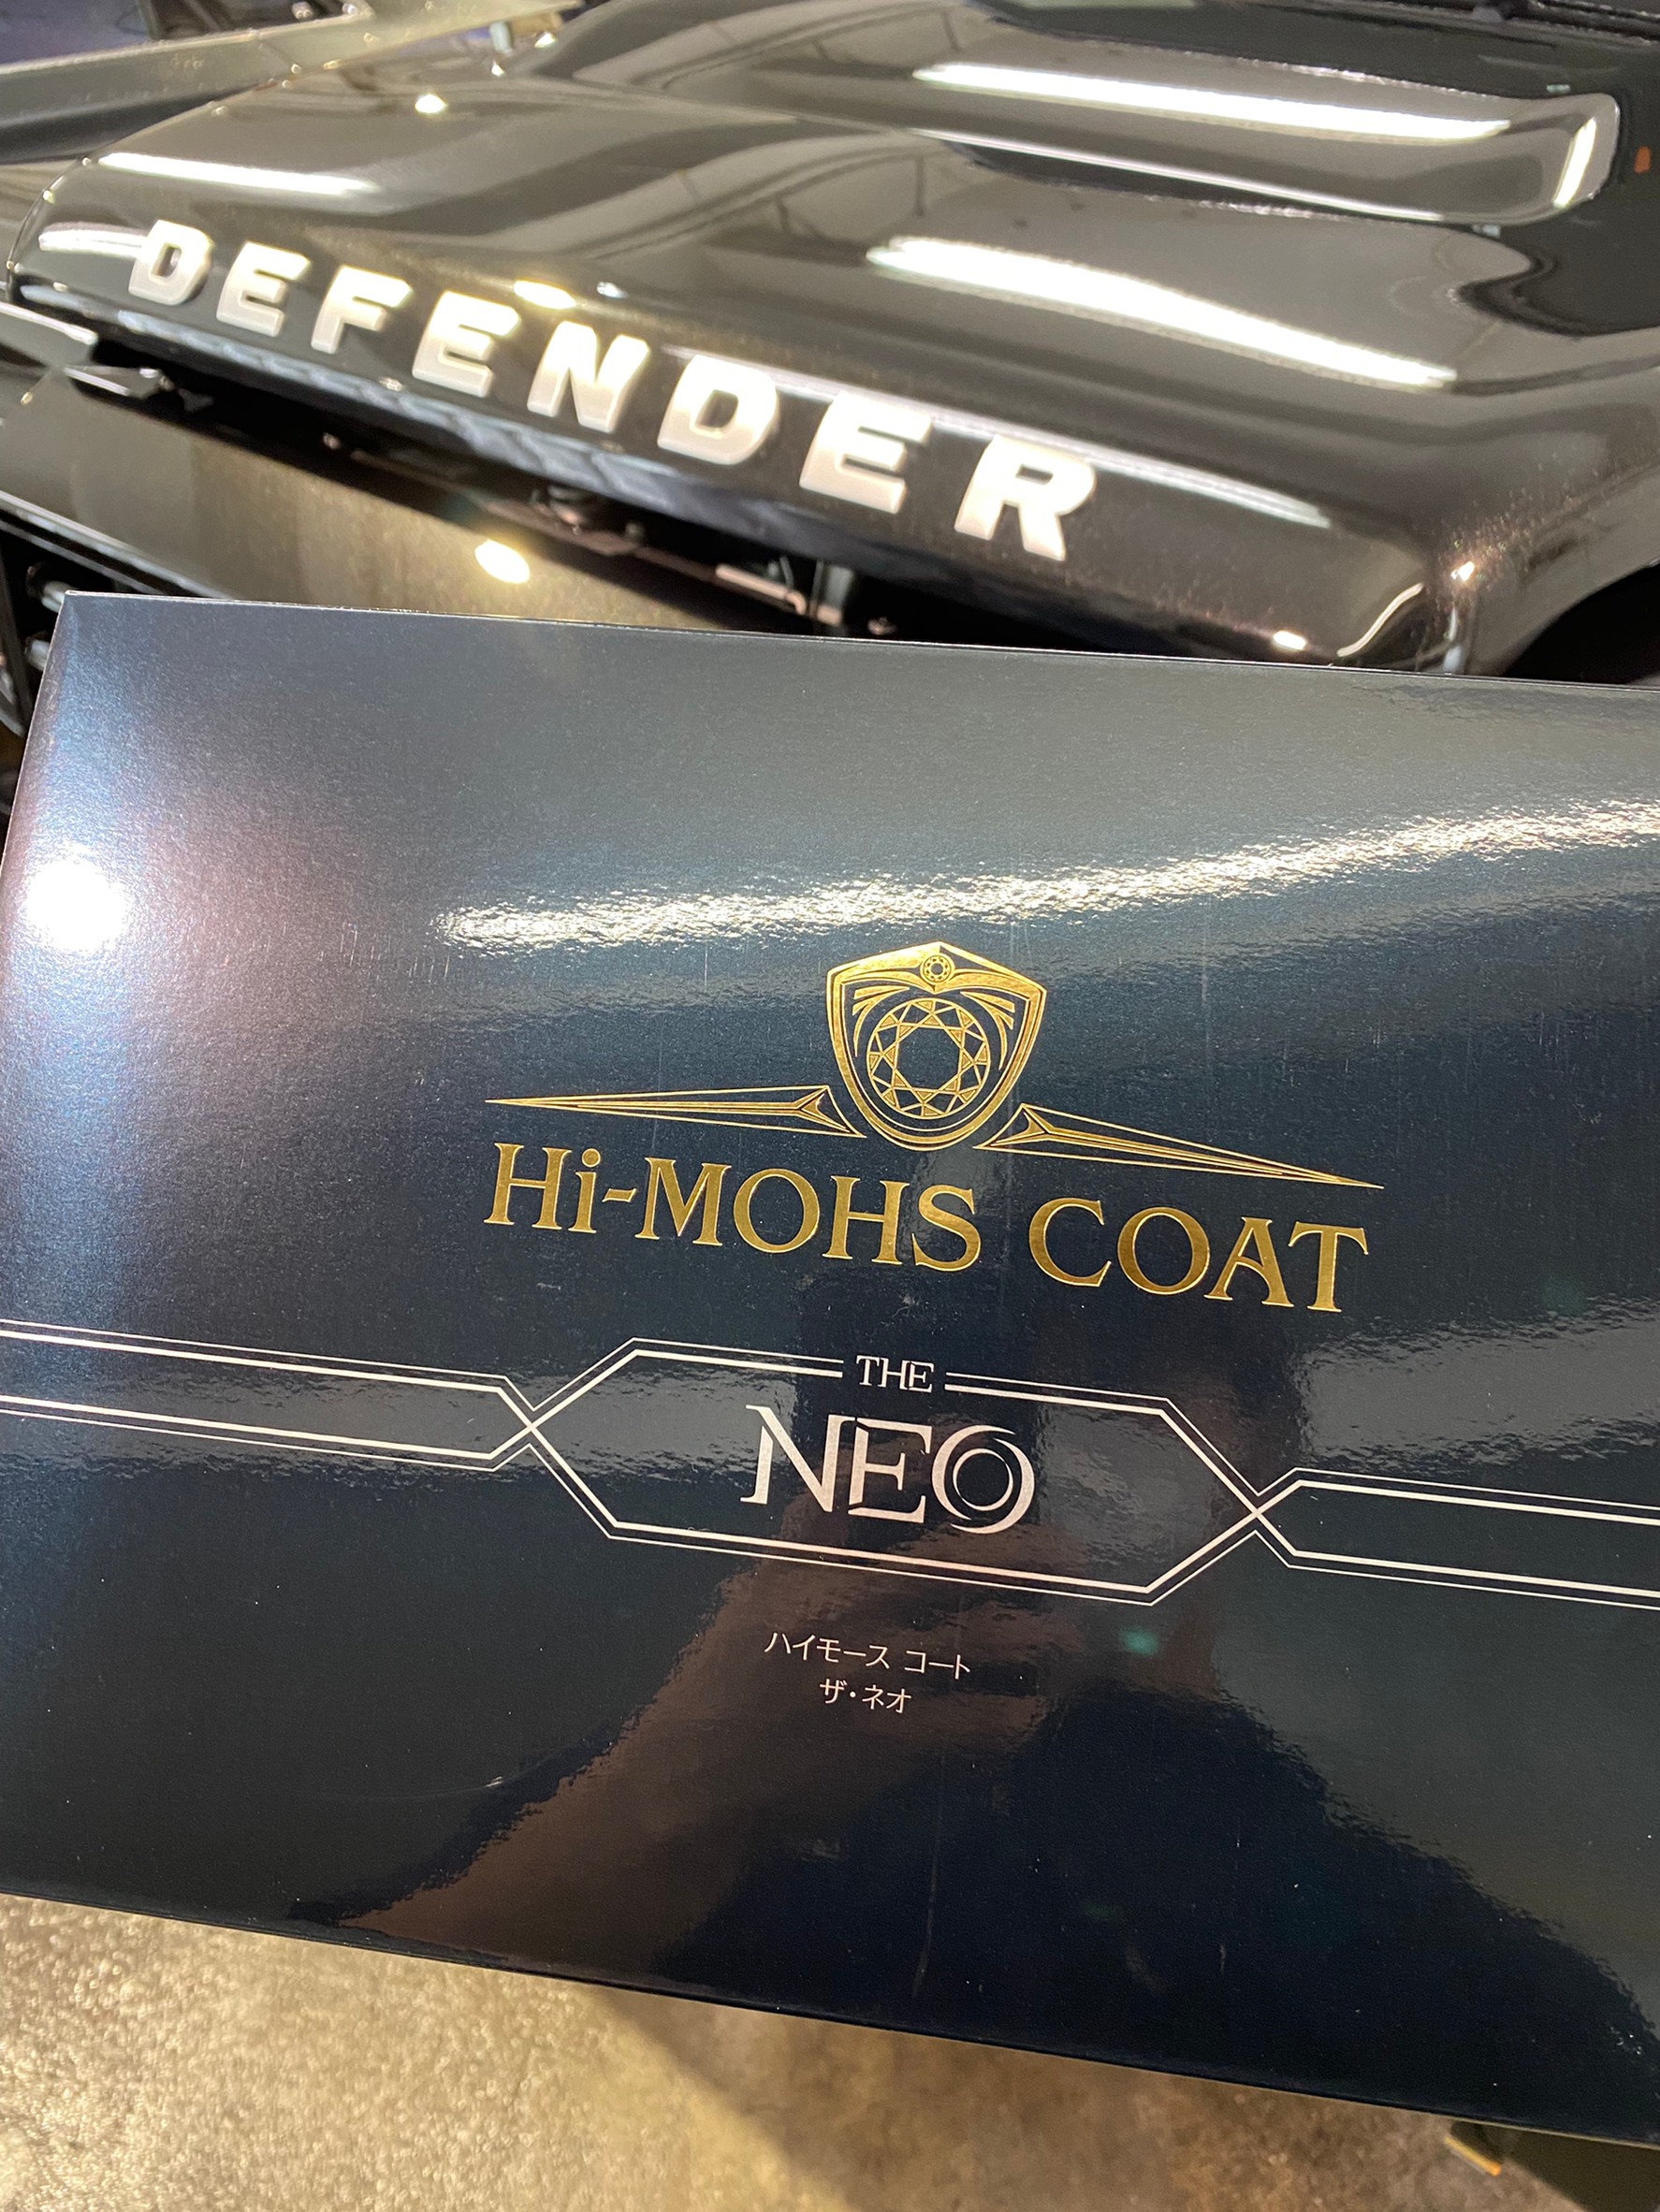 DEFENDER
Hi-MOHS COAT
THE
NEO
ハイモース コート
ザ・ネオ